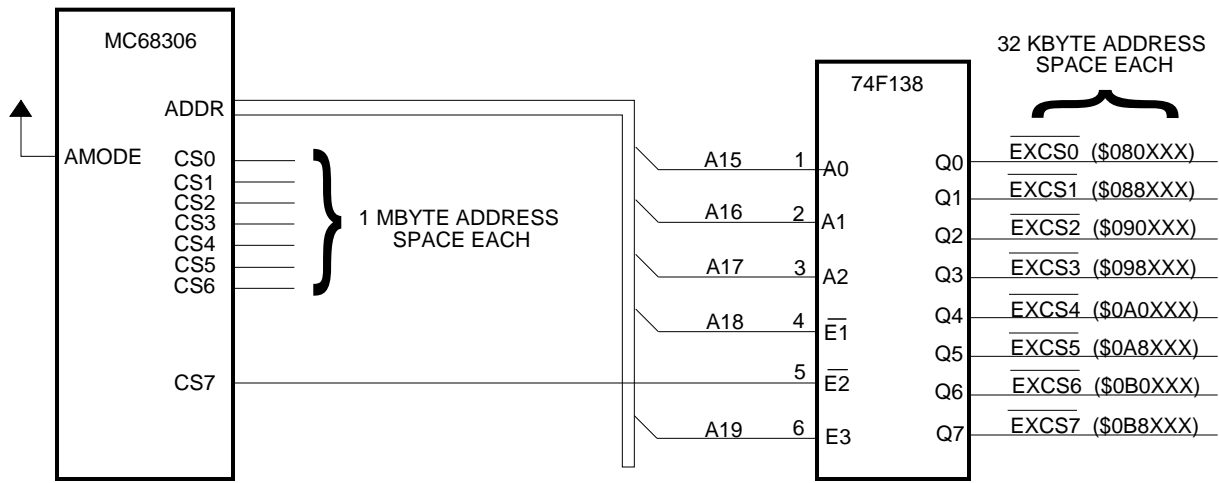 MC68306
ADDR
AMODE
CS0
CS1
CS2
CS3
CS4
CS5
CS6
CS7
1 MBYTE ADDRESS
SPACE EACH
74F138
32 KBYTE ADDRESS
SPACE EACH
A15 1 A0
A16 2 A1
A17 3 A2
A18 4 E1
5 E2
A19 6 E3
Q0 EXCS0 ($080XXX)
Q1 EXCS1 ($088XXX)
Q2 EXCS2 ($090XXX)
Q3 EXCS3 ($098XXX)
Q4 EXCS4 ($0A0XXX)
Q5 EXCS5 ($0A8XXX)
Q6 EXCS6 ($0B0XXX)
Q7 EXCS7 ($0B8XXX)